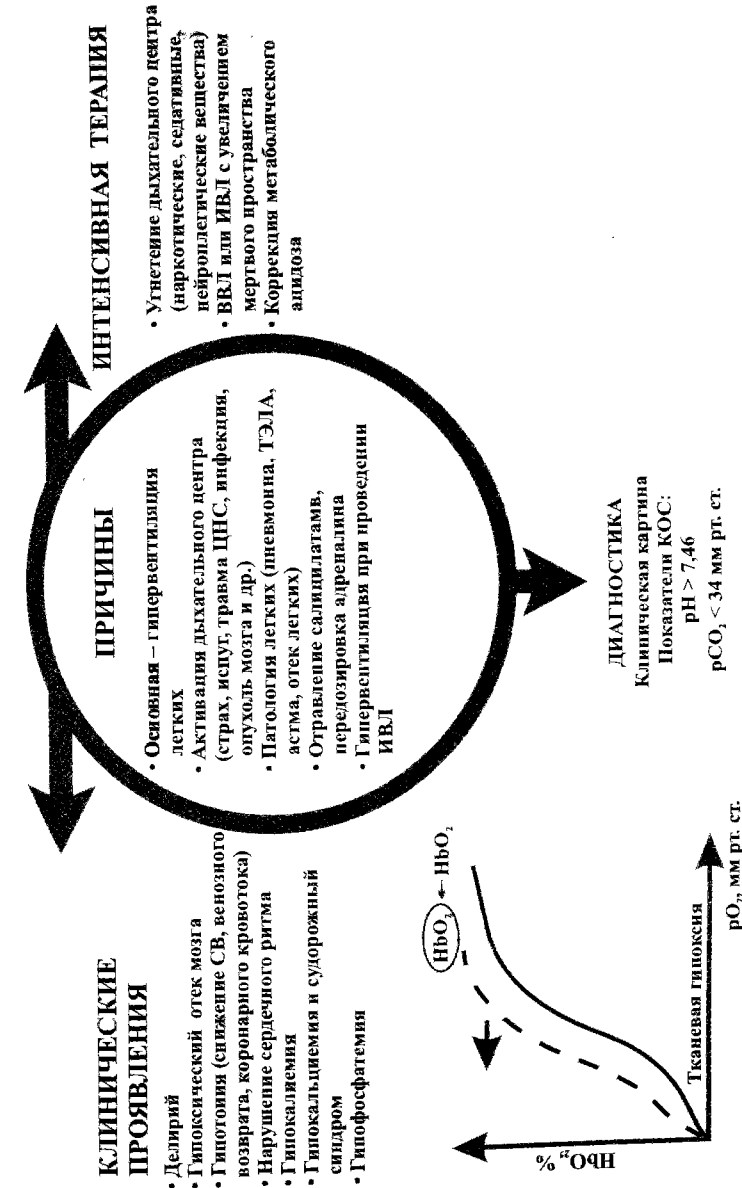 КЛИНИЧЕСКИЕ
ПРОЯВЛЕНИЯ
• Делирий
• Гипоксический отек мозга
• Гипотония (снижение СВ, венозного
возврата, коронарного кровотока)
• Нарушение сердечного ритма
• Гипокалиемия
• Гипокальциемия и судорожный
синдром
• Гипофосфатемия
ПРИЧИНЫ
• Основная – гипервентиляция
легких
• Активация дыхательного центра
(страх, испуг, травма ЦНС, инфекция,
опухоль мозга и др.)
• Патология легких (пневмония, ТЭЛА,
астма, отек легких)
• Отравление салицилатамв,
передозировка адреналина
• Гипервентиляция при проведении
ИВЛ
ИНТЕНСИВНАЯ ТЕРАПИЯ
• Угнетение дыхательного центра
(наркотические, седативные,
нейроплегические вещества)
• ВВЛ или ИВЛ с увеличением
мертвого пространства
• Коррекция метаболического
ацидоза
HbO₂, %
HbO₂ ← HbO₂
Тканевая гипоксия
pO₂, мм рт. ст.
ДИАГНОСТИКА
Клиническая картина
Показатели КОС:
pH > 7,46
pCO₂ < 34 мм рт. ст.